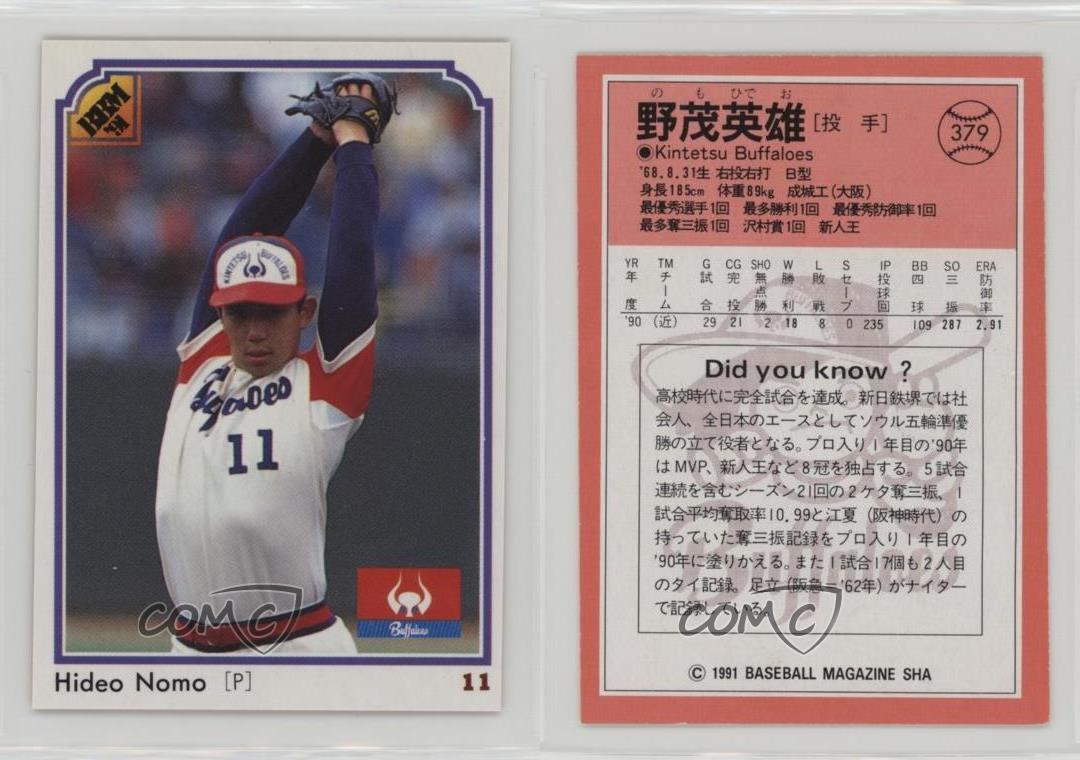 BBM '91
KINTETSU BUFFALOES
11
Buffaloes
Hideo Nomo [P]
11
COMC
のもひでお
野茂英雄[投 手]
379
●Kintetsu Buffaloes
'68.8.31生 右投右打 B型
身長185cm 体重89kg 成城工(大阪)
最優秀選手1回 最多勝利1回 最優秀防御率1回
最多奪三振1回 沢村賞1回 新人王
YR TM G CG SHO W L S IP BB SO ERA
年度 チーム 試合 完投 無点勝 勝利 敗戦 セーブ 投球回 四球 三振 防御率
'90 (近) 29 21 2 18 8 0 235 109 287 2.91
Did you know ?
高校時代に完全試合を達成。新日鉄堺では社
会人、全日本のエースとしてソウル五輪準優
勝の立て役者となる。プロ入り1年目の'90年
はMVP、新人王など8冠を独占する。5試合
連続を含むシーズン21回の2ケタ奪三振、1
試合平均奪取率10.99と江夏(阪神時代)の
持っていた奪三振記録をプロ入り1年目の
'90年に塗りかえる。また1試合17個も2人目
のタイ記録。足立(阪急=’62年)がナイター
で記録している。
Buffaloes
COMC
© 1991 BASEBALL MAGAZINE SHA